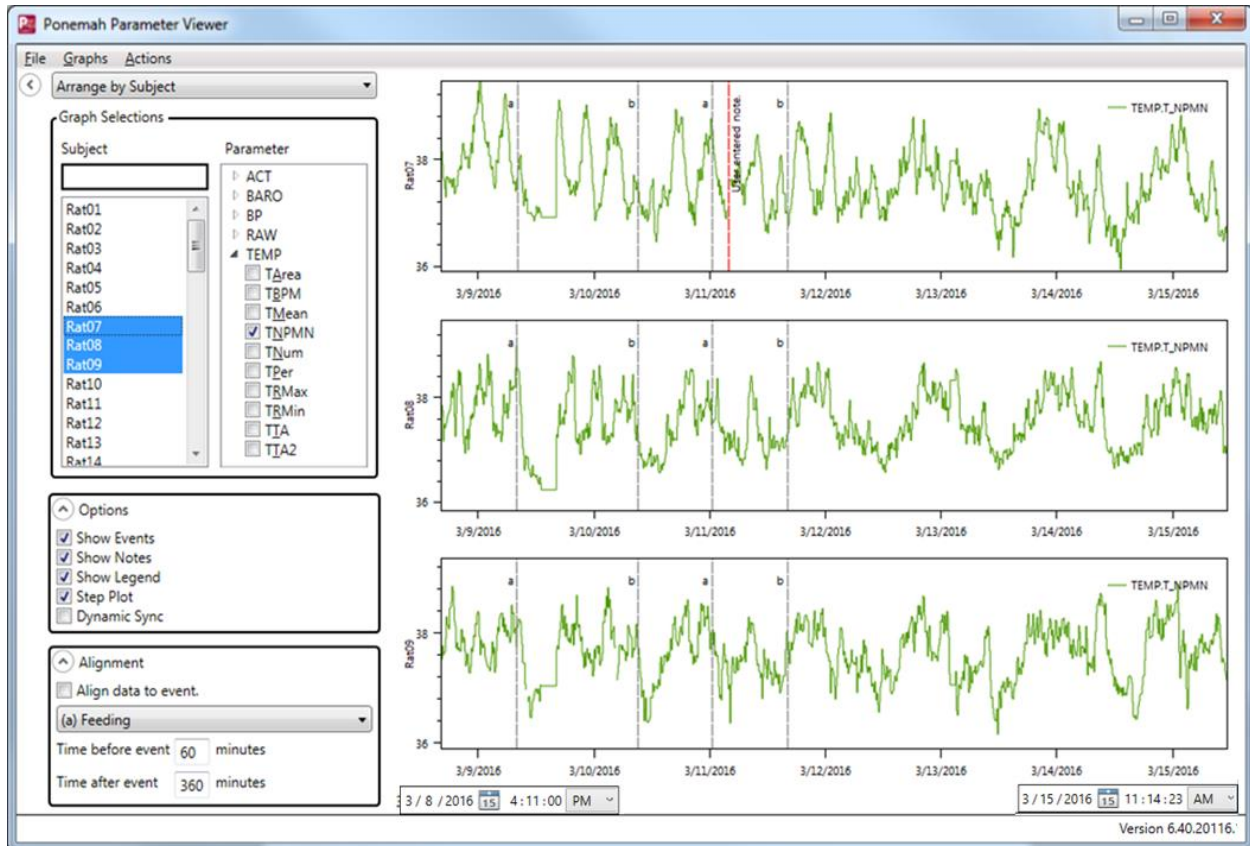 Ponemah Parameter Viewer
File Graphs Actions
Arrange by Subject
Graph Selections
Subject
Rat01
Rat02
Rat03
Rat04
Rat05
Rat06
Rat07
Rat08
Rat09
Rat10
Rat11
Rat12
Rat13
Rat14
Parameter
ACT
BARO
BP
RAW
TEMP
TArea
TBPM
TMean
TNPMN
TNum
TPer
TRMax
TRMin
TTA
TTA2
Options
Show Events
Show Notes
Show Legend
Step Plot
Dynamic Sync
Alignment
Align data to event.
(a) Feeding
Time before event 60 minutes
Time after event 360 minutes
a b a b
User entered note.
TEMP.T_NPMN
Rat07
38
36
3/9/2016 3/10/2016 3/11/2016 3/12/2016 3/13/2016 3/14/2016 3/15/2016
a b a b
TEMP.T_NPMN
Rat08
38
36
3/9/2016 3/10/2016 3/11/2016 3/12/2016 3/13/2016 3/14/2016 3/15/2016
a b a b
TEMP.T_NPMN
Rat09
38
36
3/9/2016 3/10/2016 3/11/2016 3/12/2016 3/13/2016 3/14/2016 3/15/2016
3 / 8 / 2016 15 4 : 11 : 00 PM
3 / 15 / 2016 15 11 : 14 : 23 AM
Version 6.40.20116.